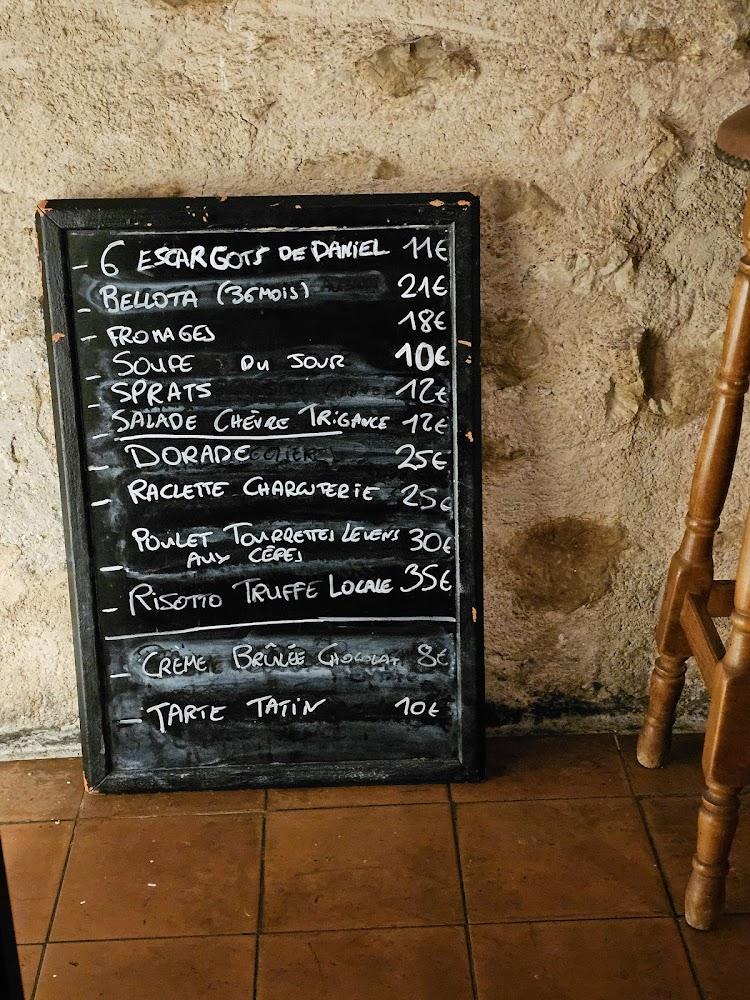 - 6 ESCARGOTS DE DANIEL 11€
- BELLOTA (36MOIS) 21€
- FROMAGES 18€
- SOUPE DU JOUR 10€
- SPRATS 12€
- SALADE CHÈVRE TRIGANCE 12€
- DORADE 25€
- RACLETTE CHARCUTERIE 25€
- POULET TOURRETTES LEVENS 30€
AUX CÈPES
- RISOTTO TRUFFE LOCALE 35€
- CRÈME BRÛLÉE CHOCOLAT 8€
- TARTE TATIN 10€